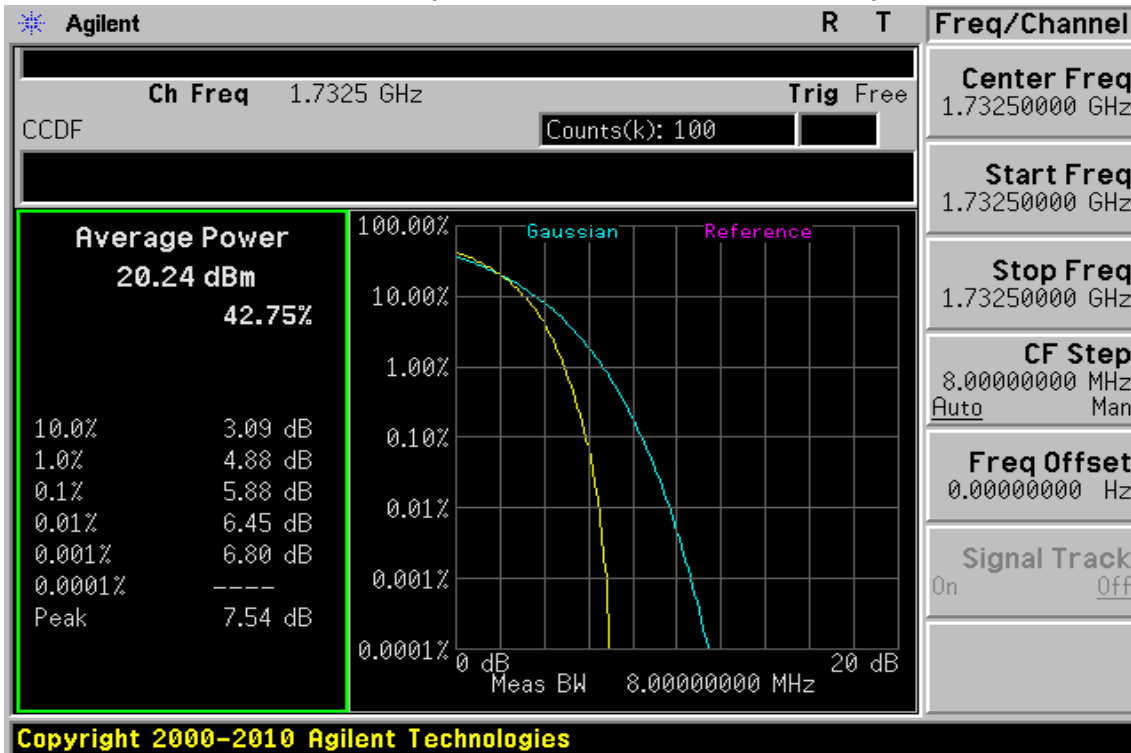 Agilent
R T
Freq/Channel
Ch Freq 1.7325 GHz
Trig Free
CCDF
Counts(k): 100
Center Freq
1.73250000 GHz
Start Freq
1.73250000 GHz
Stop Freq
1.73250000 GHz
CF Step
8.00000000 MHz
Auto Man
Freq Offset
0.00000000 Hz
Signal Track
On Off
Average Power
20.24 dBm
42.75%
10.0% 3.09 dB
1.0% 4.88 dB
0.1% 5.88 dB
0.01% 6.45 dB
0.001% 6.80 dB
0.0001% ----
Peak 7.54 dB
Gaussian
Reference
100.00%
10.00%
1.00%
0.10%
0.01%
0.001%
0.0001%
0 dB
20 dB
Meas BW 8.00000000 MHz
Copyright 2000-2010 Agilent Technologies